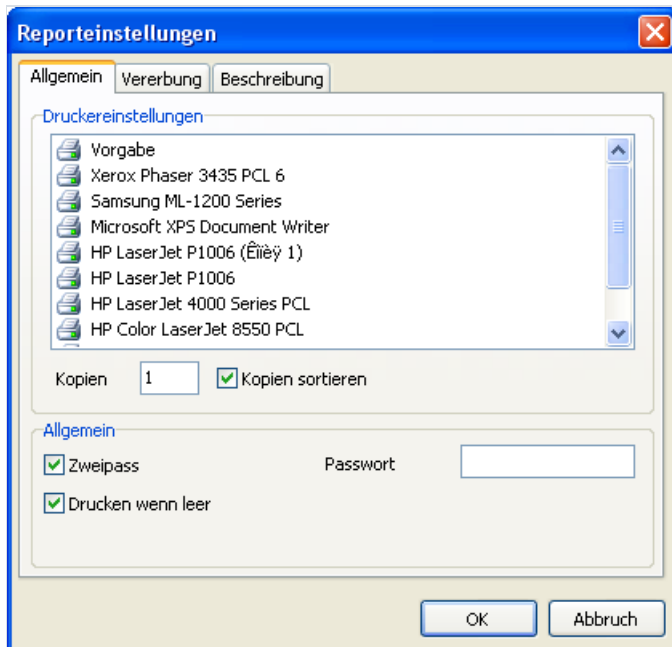 Reporteinstellungen
Allgemein Vererbung Beschreibung
Druckereinstellungen
Vorgabe
Xerox Phaser 3435 PCL 6
Samsung ML-1200 Series
Microsoft XPS Document Writer
HP LaserJet P1006 (Êîïèÿ 1)
HP LaserJet P1006
HP LaserJet 4000 Series PCL
HP Color LaserJet 8550 PCL
Kopien 1 Kopien sortieren
Allgemein
Zweipass Passwort
Drucken wenn leer
OK Abbruch